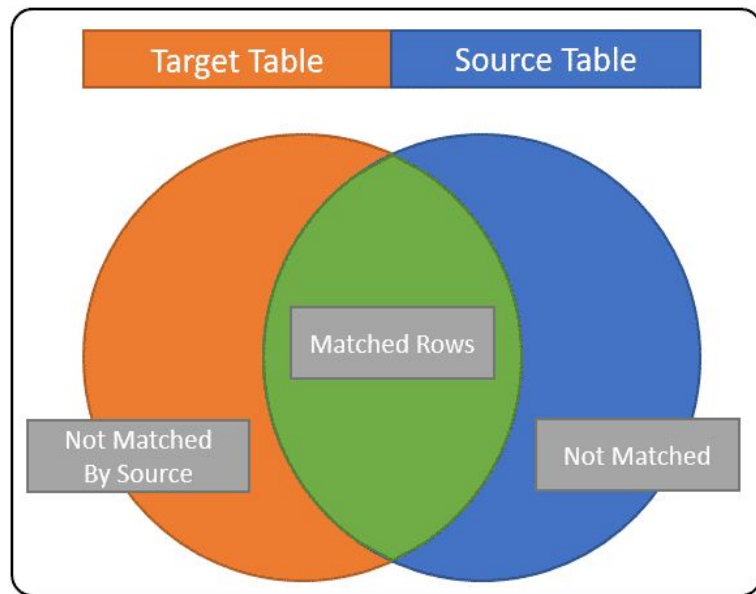 Target Table
Source Table
Matched Rows
Not Matched
By Source
Not Matched